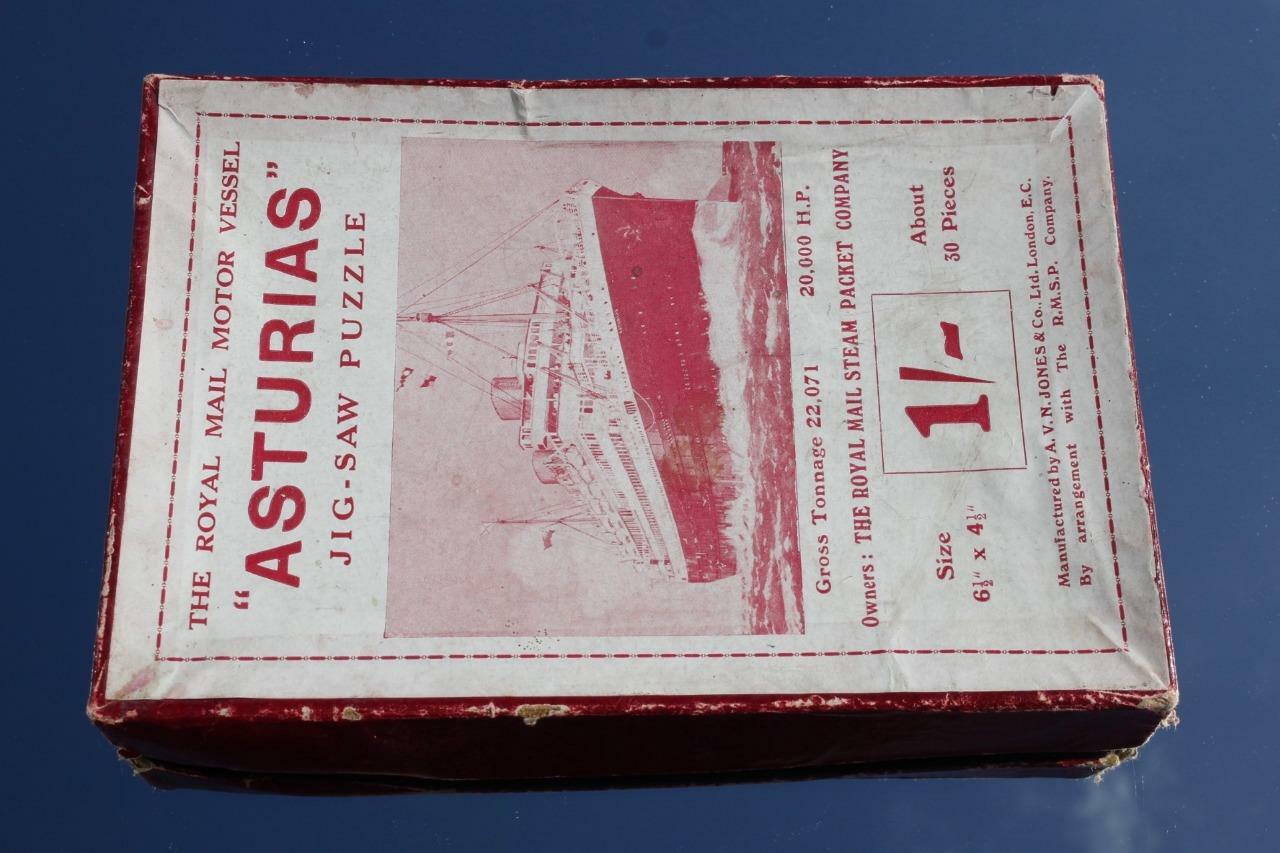 THE ROYAL MAIL MOTOR VESSEL
"ASTURIAS"
JIG-SAW PUZZLE
Gross Tonnage 22,071 20,000 H.P.
Owners: THE ROYAL MAIL STEAM PACKET COMPANY
Size
6½" x 4½"
1/-
About
30 Pieces
Manufactured by A. V. N. JONES & Co., Ltd. London, E.C.
By arrangement with The R.M.S.P. Company.